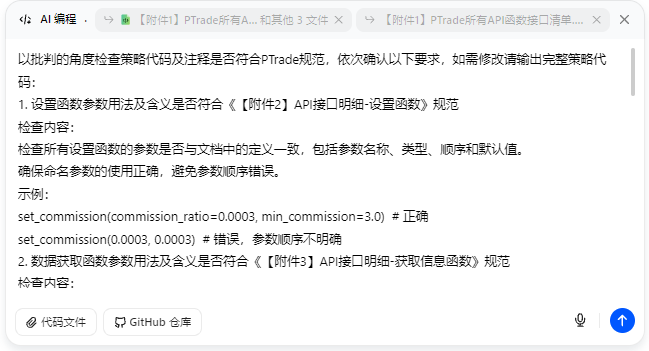 AI 编程 · 【附件1】PTrade所有A... 和其他 3 文件 【附件1】PTrade所有API函数接口清单....
以批判的角度检查策略代码及注释是否符合PTrade规范，依次确认以下要求，如需修改请输出完整策略代
码：
1. 设置函数参数用法及含义是否符合《【附件2】API接口明细-设置函数》规范
检查内容：
检查所有设置函数的参数是否与文档中的定义一致，包括参数名称、类型、顺序和默认值。
确保命名参数的使用正确，避免参数顺序错误。
示例：
set_commission(commission_ratio=0.0003, min_commission=3.0)  # 正确
set_commission(0.0003, 0.0003)  # 错误，参数顺序不明确
2. 数据获取函数参数用法及含义是否符合《【附件3】API接口明细-获取信息函数》规范
检查内容：
代码文件 GitHub 仓库